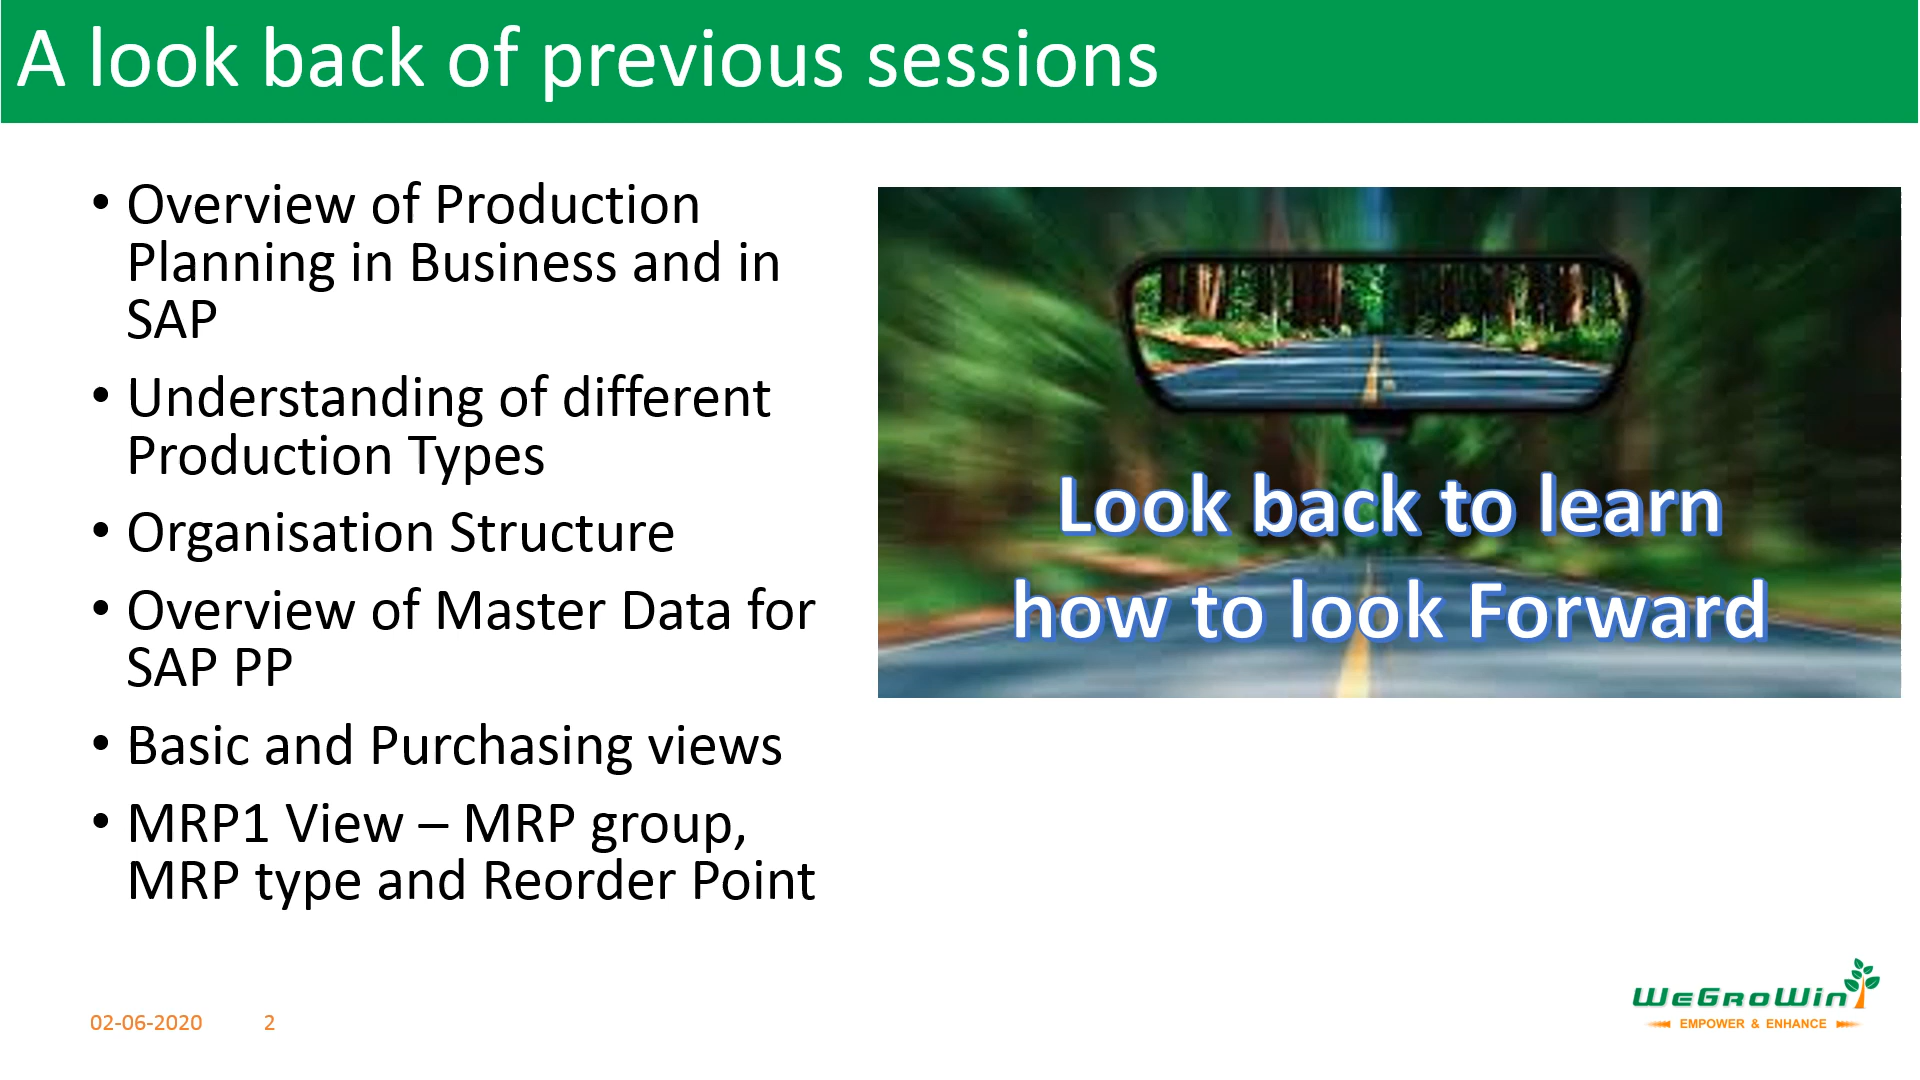 A look back of previous sessions
• Overview of Production
Planning in Business and in
SAP
• Understanding of different
Production Types
• Organisation Structure
• Overview of Master Data for
SAP PP
• Basic and Purchasing views
• MRP1 View – MRP group,
MRP type and Reorder Point
Look back to learn
how to look Forward
02-06-2020 2
WeGroWin
EMPOWER & ENHANCE